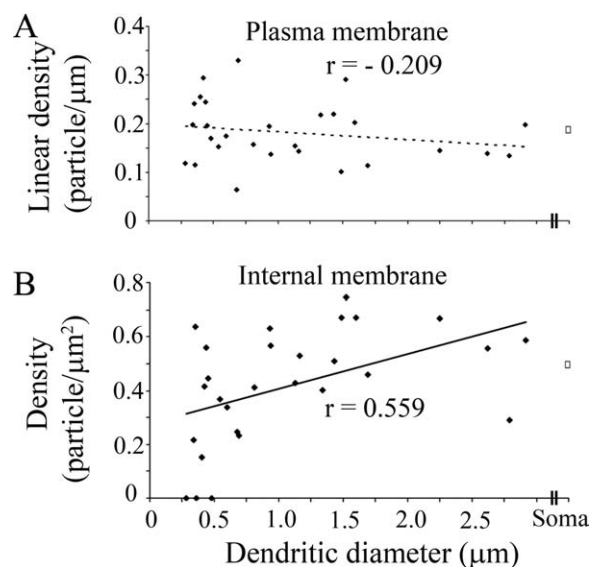 A
Plasma membrane
r = - 0.209
Linear density
(particle/μm)
0.4
0.3
0.2
0.1
0
B
Internal membrane
r = 0.559
Density
(particle/μm²)
0.8
0.6
0.4
0.2
0
0 0.5 1.0 1.5 2.0 2.5 Soma
Dendritic diameter (μm)